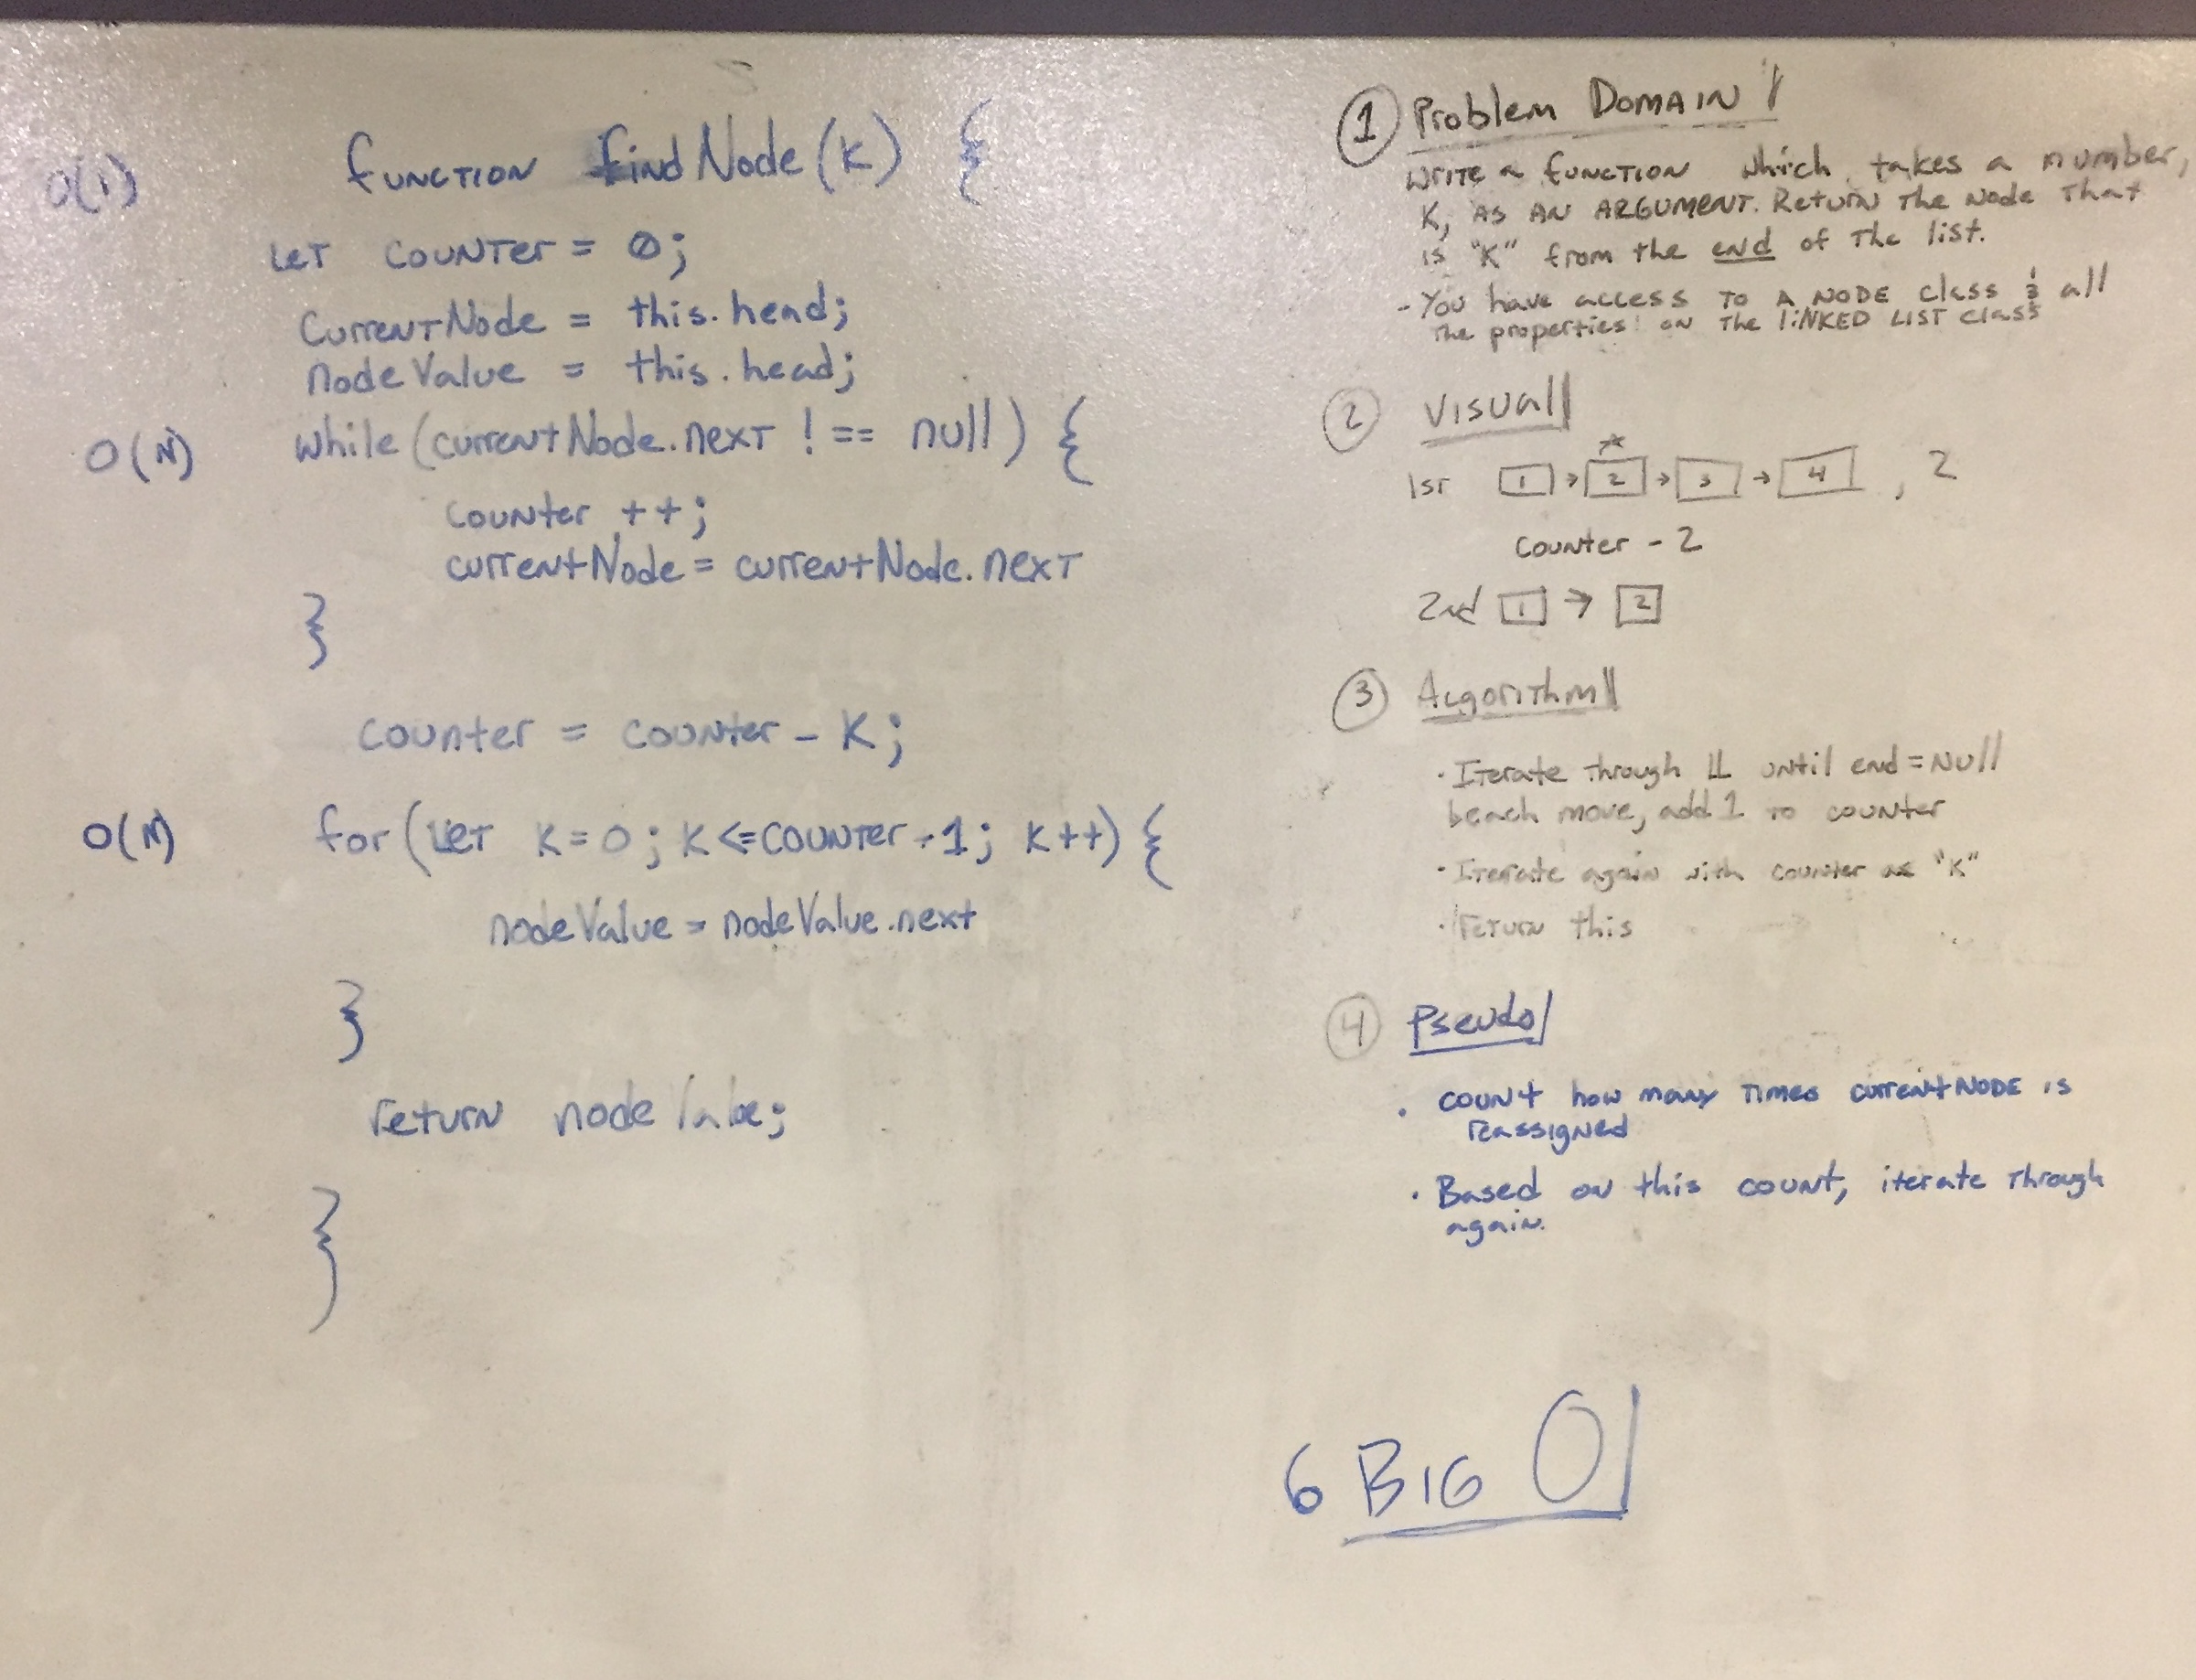 O(1)
function findNode(K) {
Let counter = 0;
CurrentNode = this.head;
nodeValue = this.head;
O(N)
while (currentNode.next !== null) {
counter ++;
currentNode = currentNode.next
}
counter = counter - K;
O(N)
for (Let K=0; K <= counter -1; K++) {
nodeValue = nodeValue.next
}
return nodeValue;
}
1 Problem Domain
Write a function which takes a number,
K, as an argument. Return the node that
is "K" from the end of the list.
- You have access to a node class & all
the properties on the linked list class
2 Visual
1st 1 → 2 → 3 → 4 , 2
counter - 2
2nd 1 → 2
3 Algorithm
· Iterate through LL until end = null
each move, add 1 to counter
· Iterate again with counter as "K"
· return this
4 Pseudo
· count how many times currentNode is
reassigned
· Based on this count, iterate through
again.
6 Big O